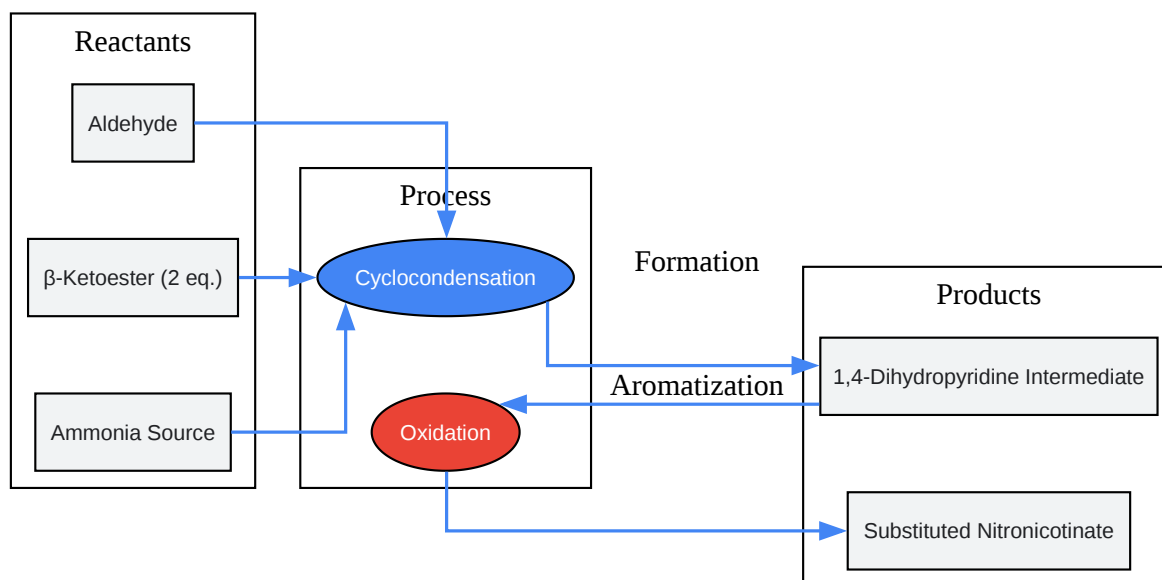 Reactants
Aldehyde
β-Ketoester (2 eq.)
Ammonia Source
Process
Cyclocondensation
Oxidation
Formation
Aromatization
Products
1,4-Dihydropyridine Intermediate
Substituted Nitronicotinate